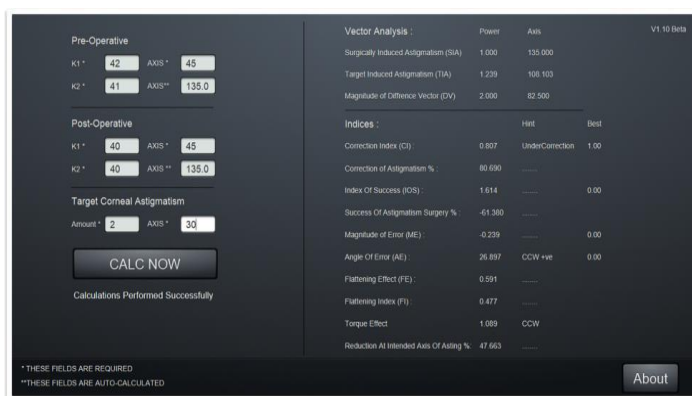 Pre-Operative
K1 * 42 AXIS * 45
K2 * 41 AXIS** 135.0
Post-Operative
K1 * 40 AXIS * 45
K2 * 40 AXIS ** 135.0
Target Corneal Astigmatism
Amount * 2 AXIS * 30
CALC NOW
Calculations Performed Successfully
Vector Analysis : Power Axis V1.10 Beta
Surgically Induced Astigmatism (SIA) 1.000 135.000
Target Induced Astigmatism (TIA) 1.239 108.103
Magnitude of Diffrence Vector (DV) 2.000 82.500
Indices : Hint Best
Correction Index (CI) : 0.807 UnderCorrection 1.00
Correction of Astigmatism % : 80.690 .......
Index Of Success (IOS) : 1.614 ....... 0.00
Success Of Astigmatism Surgery % : -61.380
Magnitude of Error (ME) : -0.239 ....... 0.00
Angle Of Error (AE) : 26.897 CCW +ve 0.00
Flattening Effect (FE) : 0.591 .......
Flattening Index (FI) : 0.477 .......
Torque Effect 1.089 CCW
Reduction At Intended Axis Of Asting %: 47.663 .......
* THESE FIELDS ARE REQUIRED
**THESE FIELDS ARE AUTO-CALCULATED
About